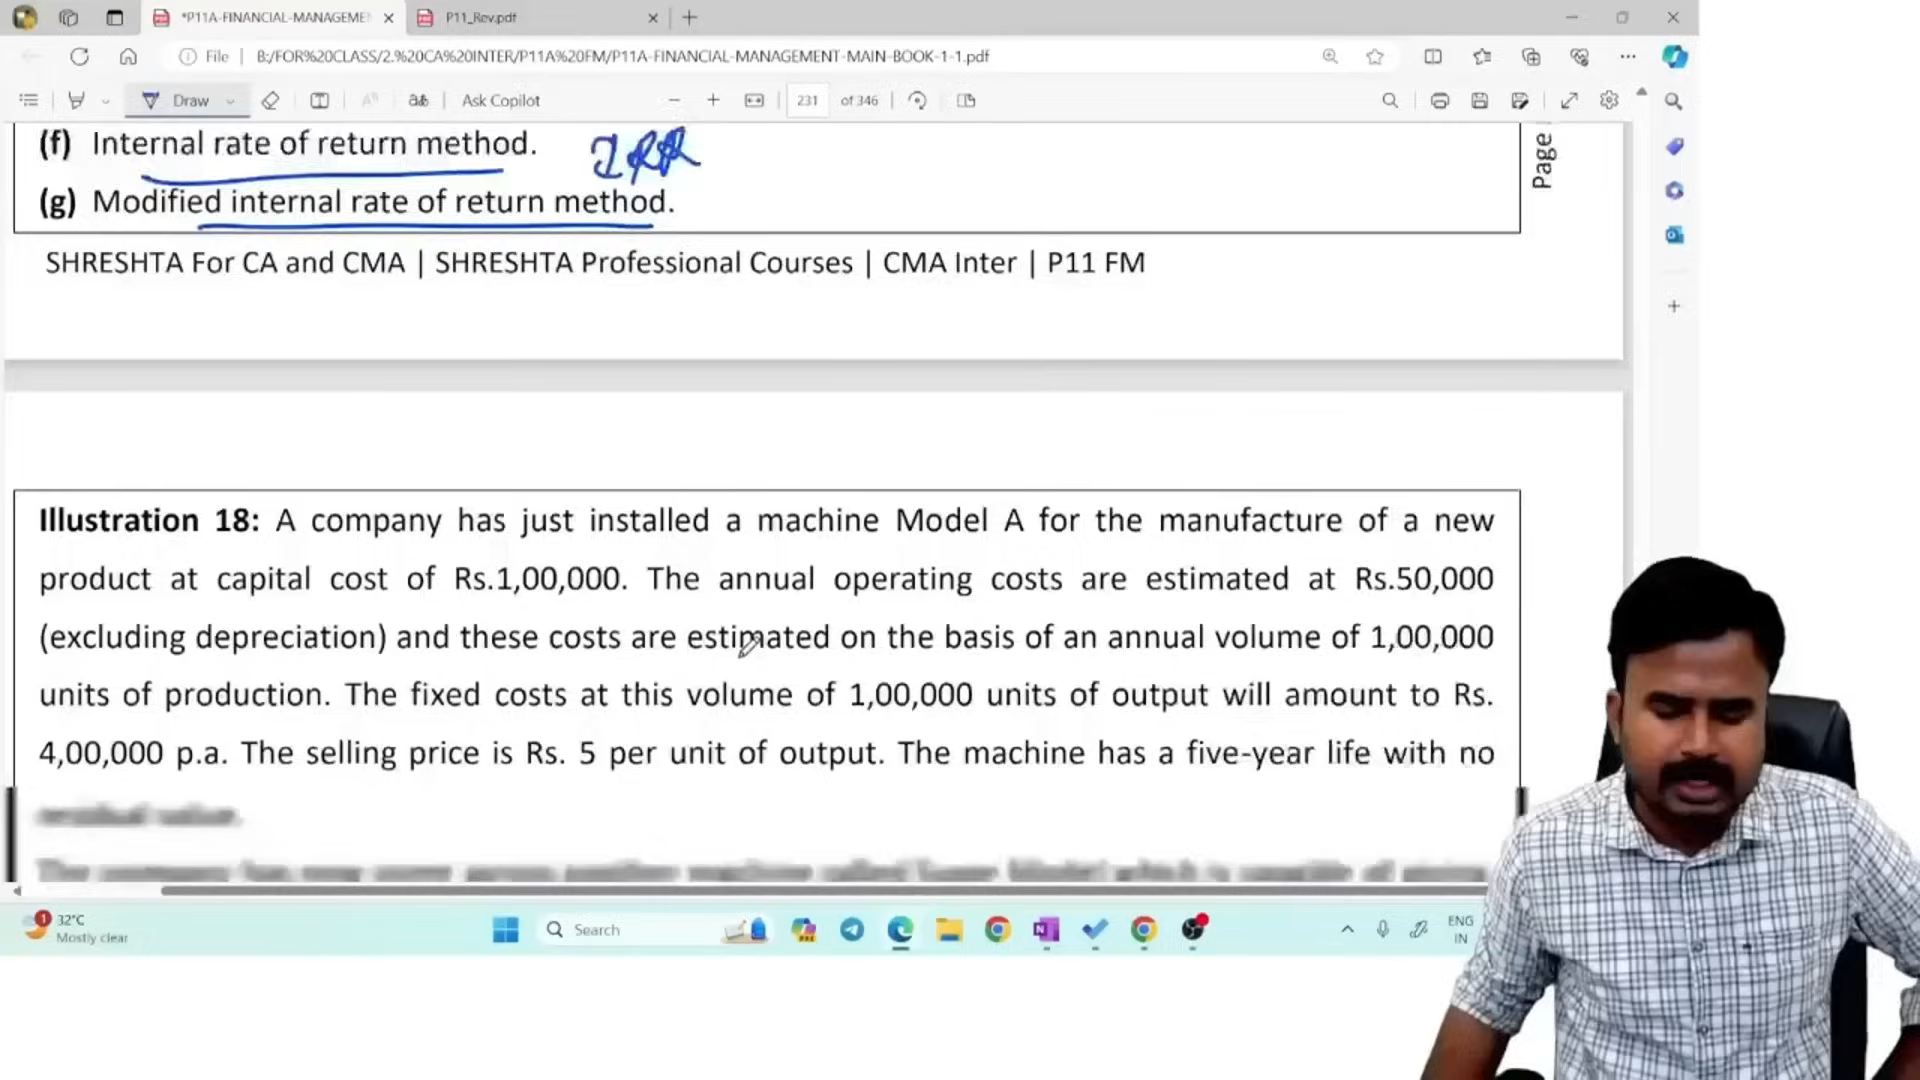 *P11A-FINANCIAL-MANAGEME
P11_Rev.pdf
File
B:/FOR%20CLASS/2.%20CA%20INTER/P11A%20FM/P11A-FINANCIAL-MANAGEMENT-MAIN-BOOK-1-1.pdf
Draw
Ask Copilot
231
of 346
(f) Internal rate of return method.
IRR
(g) Modified internal rate of return method.
Page
SHRESHTA For CA and CMA | SHRESHTA Professional Courses | CMA Inter | P11 FM
Illustration 18: A company has just installed a machine Model A for the manufacture of a new
product at capital cost of Rs.1,00,000. The annual operating costs are estimated at Rs.50,000
(excluding depreciation) and these costs are estimated on the basis of an annual volume of 1,00,000
units of production. The fixed costs at this volume of 1,00,000 units of output will amount to Rs.
4,00,000 p.a. The selling price is Rs. 5 per unit of output. The machine has a five-year life with no
residual value.
1
32°C
Mostly clear
Search
ENG
IN